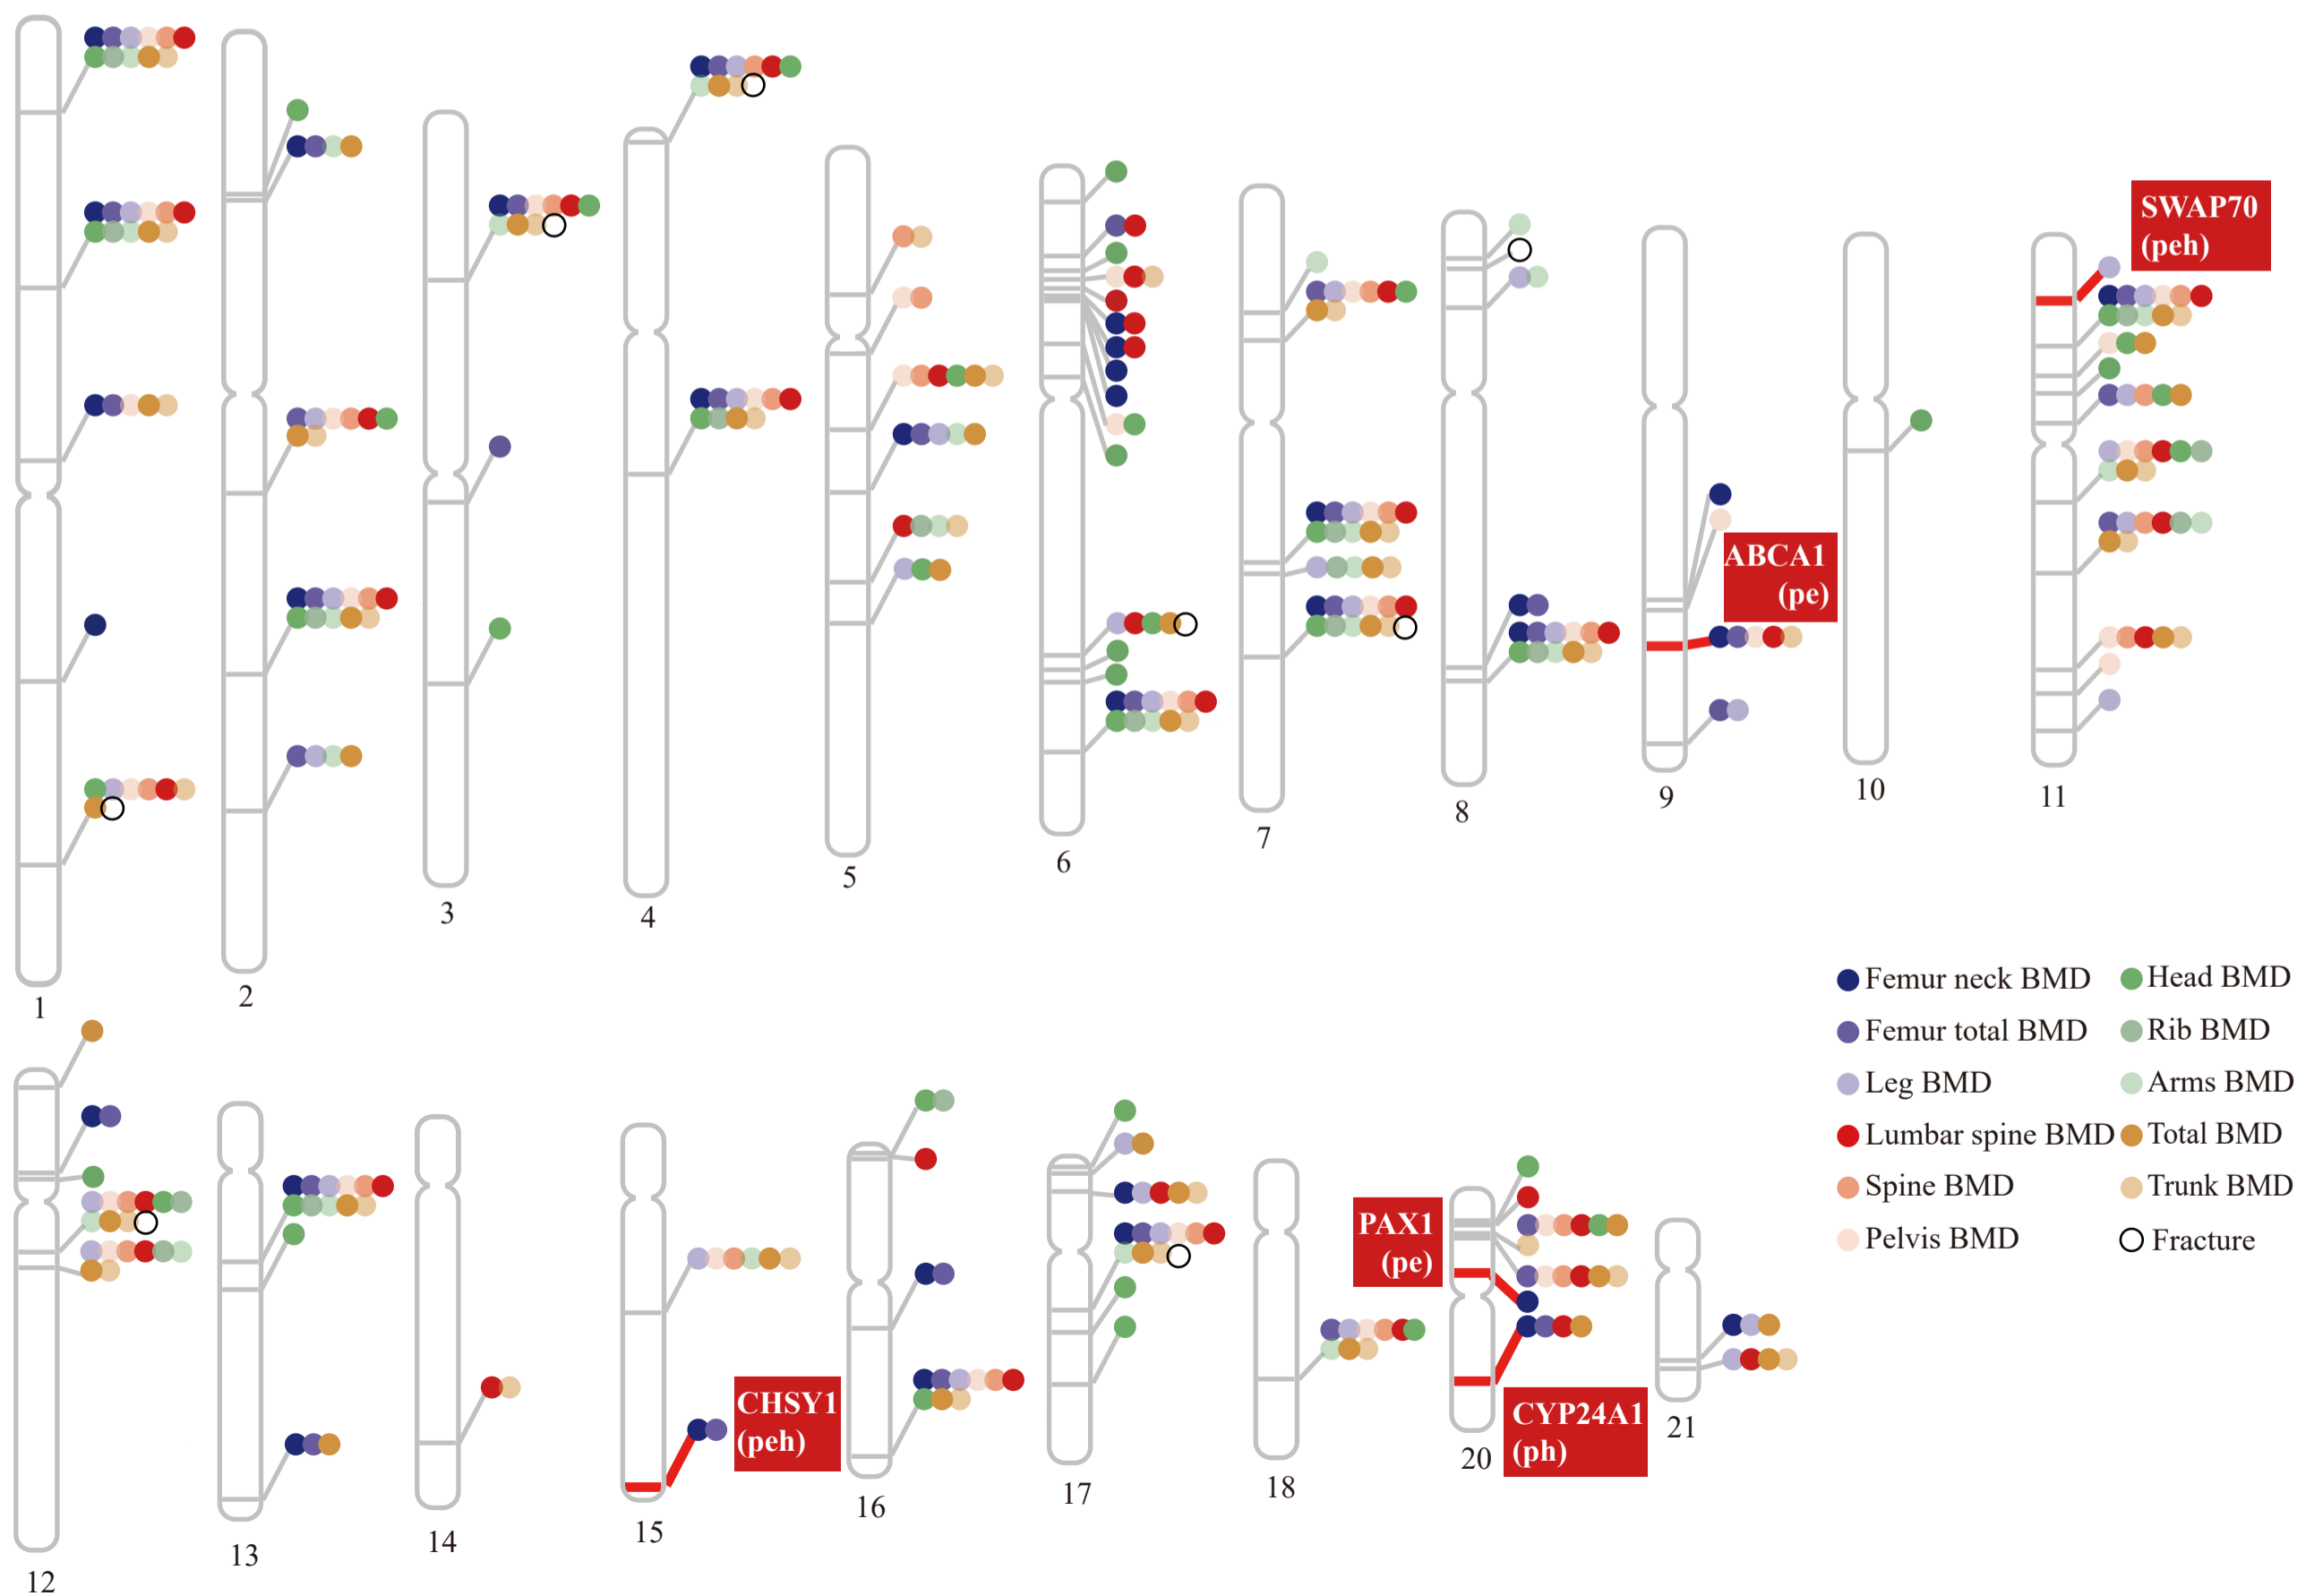 SWAP70
(peh)
ABCA1
(pe)
1
2
3
4
5
6
7
8
9
10
11
Femur neck BMD
Femur total BMD
Leg BMD
Lumbar spine BMD
Spine BMD
Pelvis BMD
Head BMD
Rib BMD
Arms BMD
Total BMD
Trunk BMD
Fracture
PAX1
(pe)
CHSY1
(peh)
CYP24A1
(ph)
12
13
14
15
16
17
18
20
21